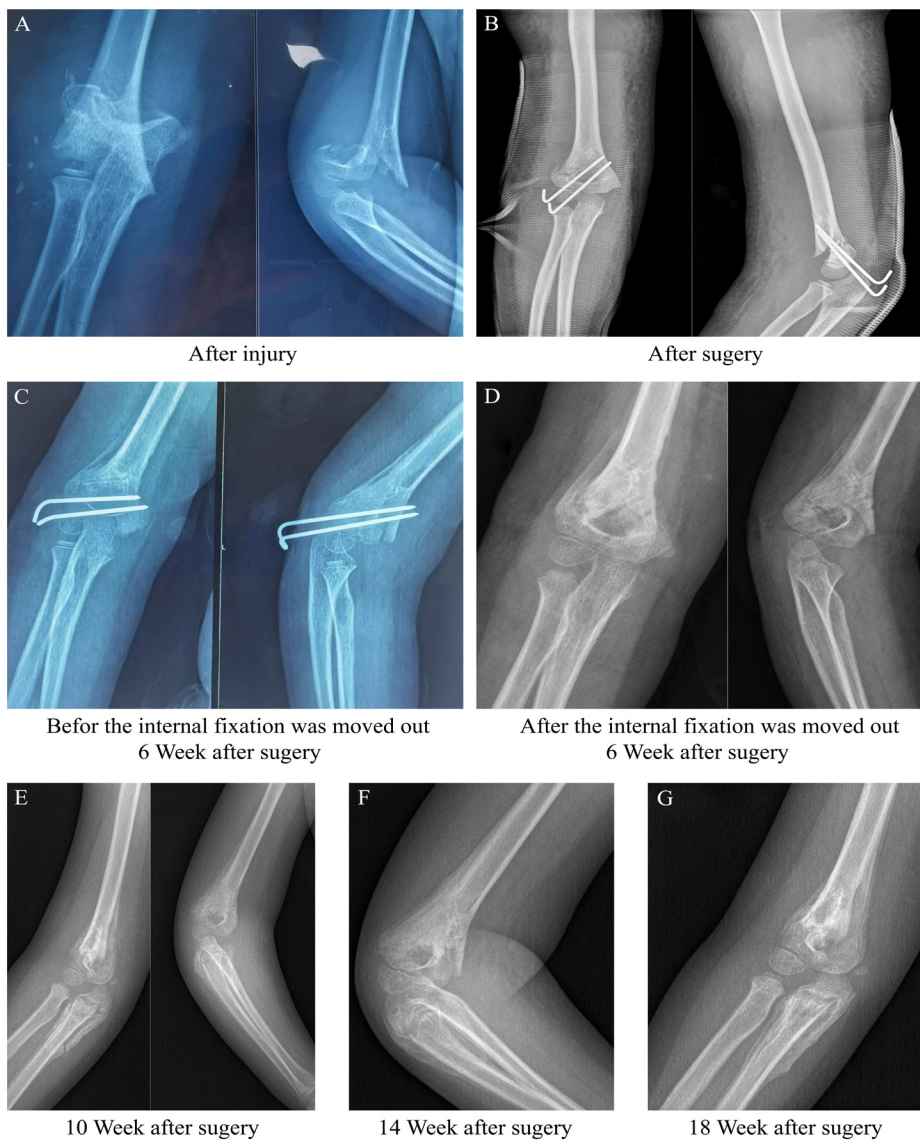 A
B
After injury
After sugery
C
D
Befor the internal fixation was moved out
6 Week after sugery
After the internal fixation was moved out
6 Week after sugery
E
F
G
10 Week after sugery
14 Week after sugery
18 Week after sugery